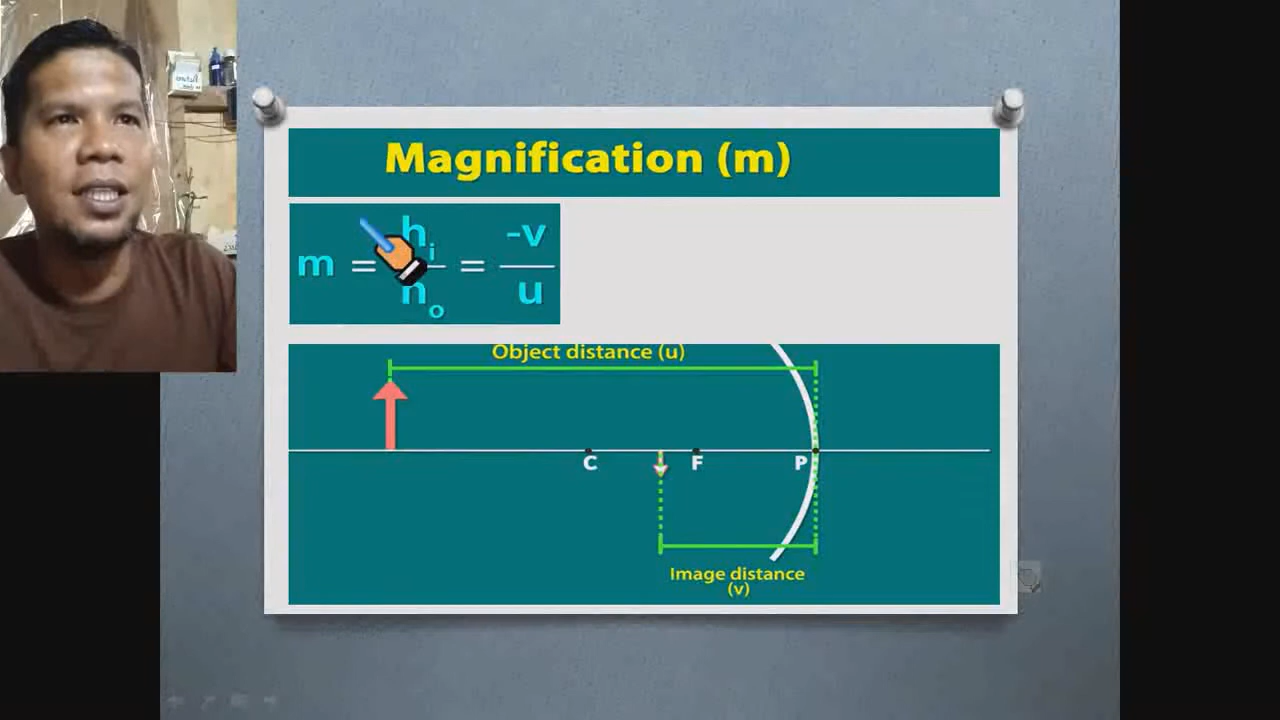 Magnification (m)
m = hi/ho = -v/u
Object distance (u)
C F P
Image distance
(v)